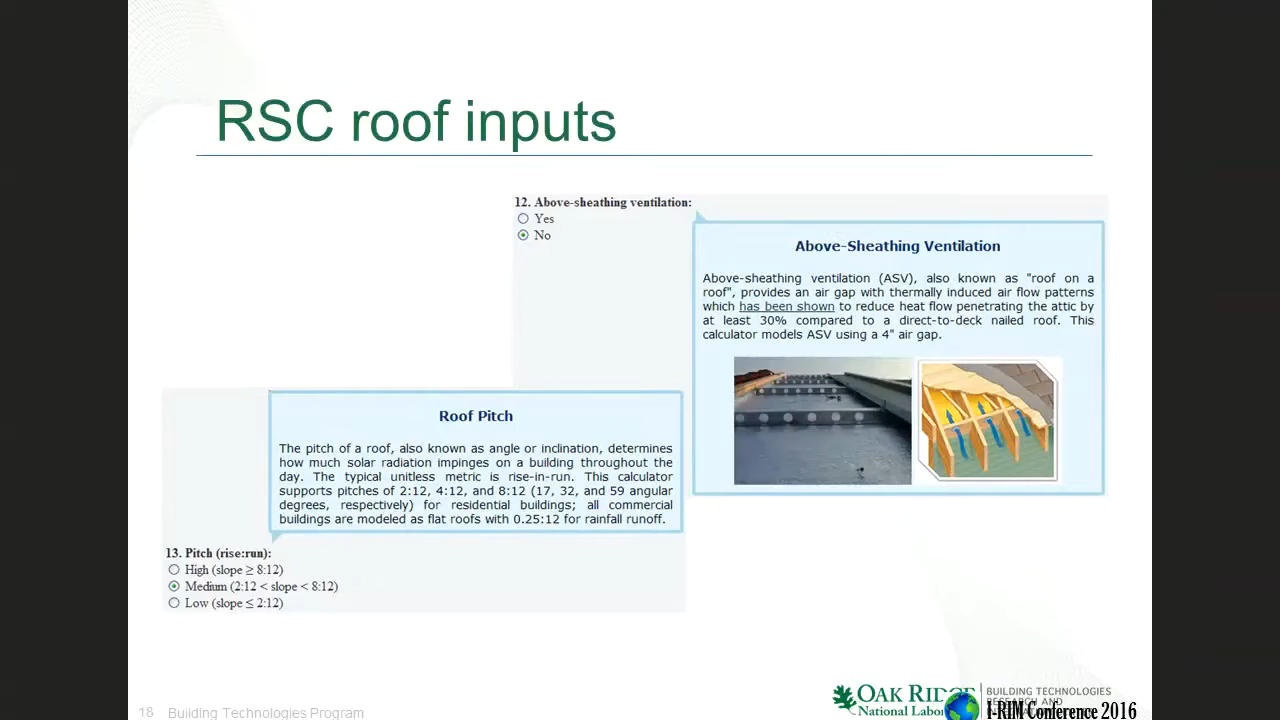 RSC roof inputs
12. Above-sheathing ventilation:
Yes
No
Above-Sheathing Ventilation
Above-sheathing ventilation (ASV), also known as "roof on a
roof", provides an air gap with thermally induced air flow patterns
which has been shown to reduce heat flow penetrating the attic by
at least 30% compared to a direct-to-deck nailed roof. This
calculator models ASV using a 4" air gap.
Roof Pitch
The pitch of a roof, also known as angle or inclination, determines
how much solar radiation impinges on a building throughout the
day. The typical unitless metric is rise-in-run. This calculator
supports pitches of 2:12, 4:12, and 8:12 (17, 32, and 59 angular
degrees, respectively) for residential buildings; all commercial
buildings are modeled as flat roofs with 0.25:12 for rainfall runoff.
13. Pitch (rise:run):
High (slope ≥ 8:12)
Medium (2:12 < slope < 8:12)
Low (slope ≤ 2:12)
18 Building Technologies Program
OAK RIDGE
National
BUILDING TECHNOLOGIES
RESEARCH AND
I-RIM Conference 2016